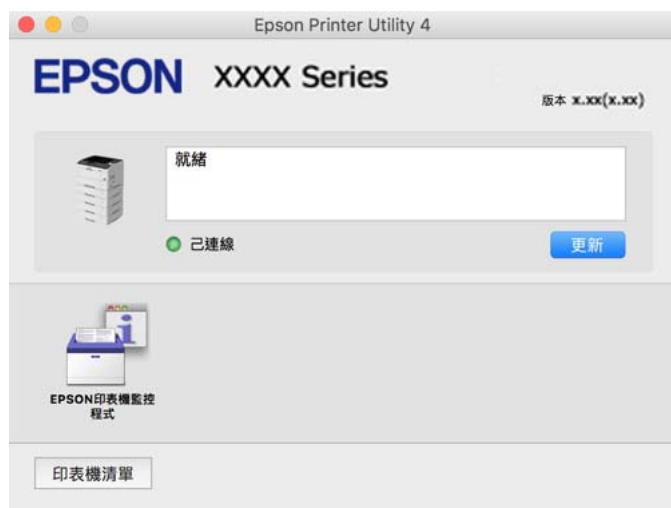 Epson Printer Utility 4
EPSON XXXX Series
版本 x.xx(x.xx)
就緒
己連線
更新
EPSON印表機監控
程式
印表機清單